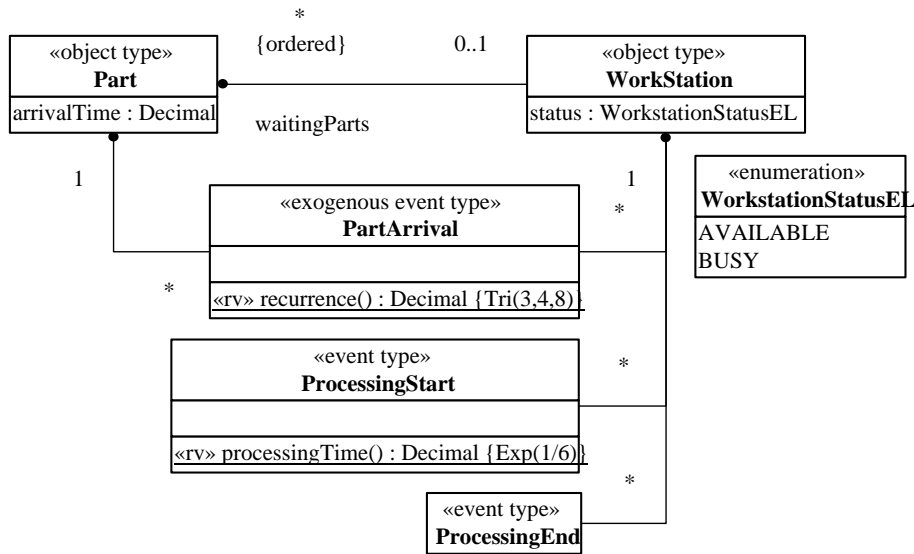 *
{ordered}
0..1
«object type»
Part
arrivalTime : Decimal
waitingParts
«object type»
WorkStation
status : WorkstationStatusEL
1
1
«enumeration»
WorkstationStatusEL
AVAILABLE
BUSY
«exogenous event type»
PartArrival
«rv» recurrence() : Decimal {Tri(3,4,8)}
*
*
«event type»
ProcessingStart
«rv» processingTime() : Decimal {Exp(1/6)}
*
«event type»
ProcessingEnd
*